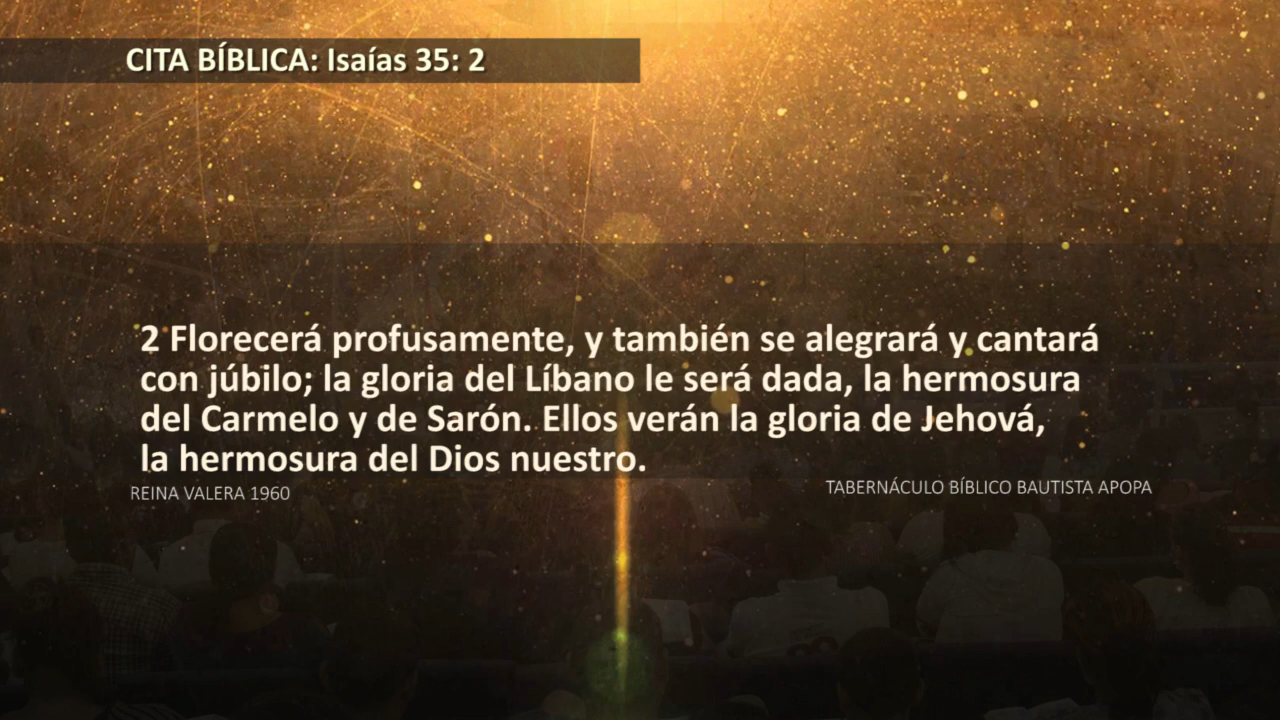 CITA BÍBLICA: Isaías 35: 2
2 Florecerá profusamente, y también se alegrará y cantará
con júbilo; la gloria del Líbano le será dada, la hermosura
del Carmelo y de Sarón. Ellos verán la gloria de Jehová,
la hermosura del Dios nuestro.
REINA VALERA 1960
TABERNÁCULO BÍBLICO BAUTISTA APOPA